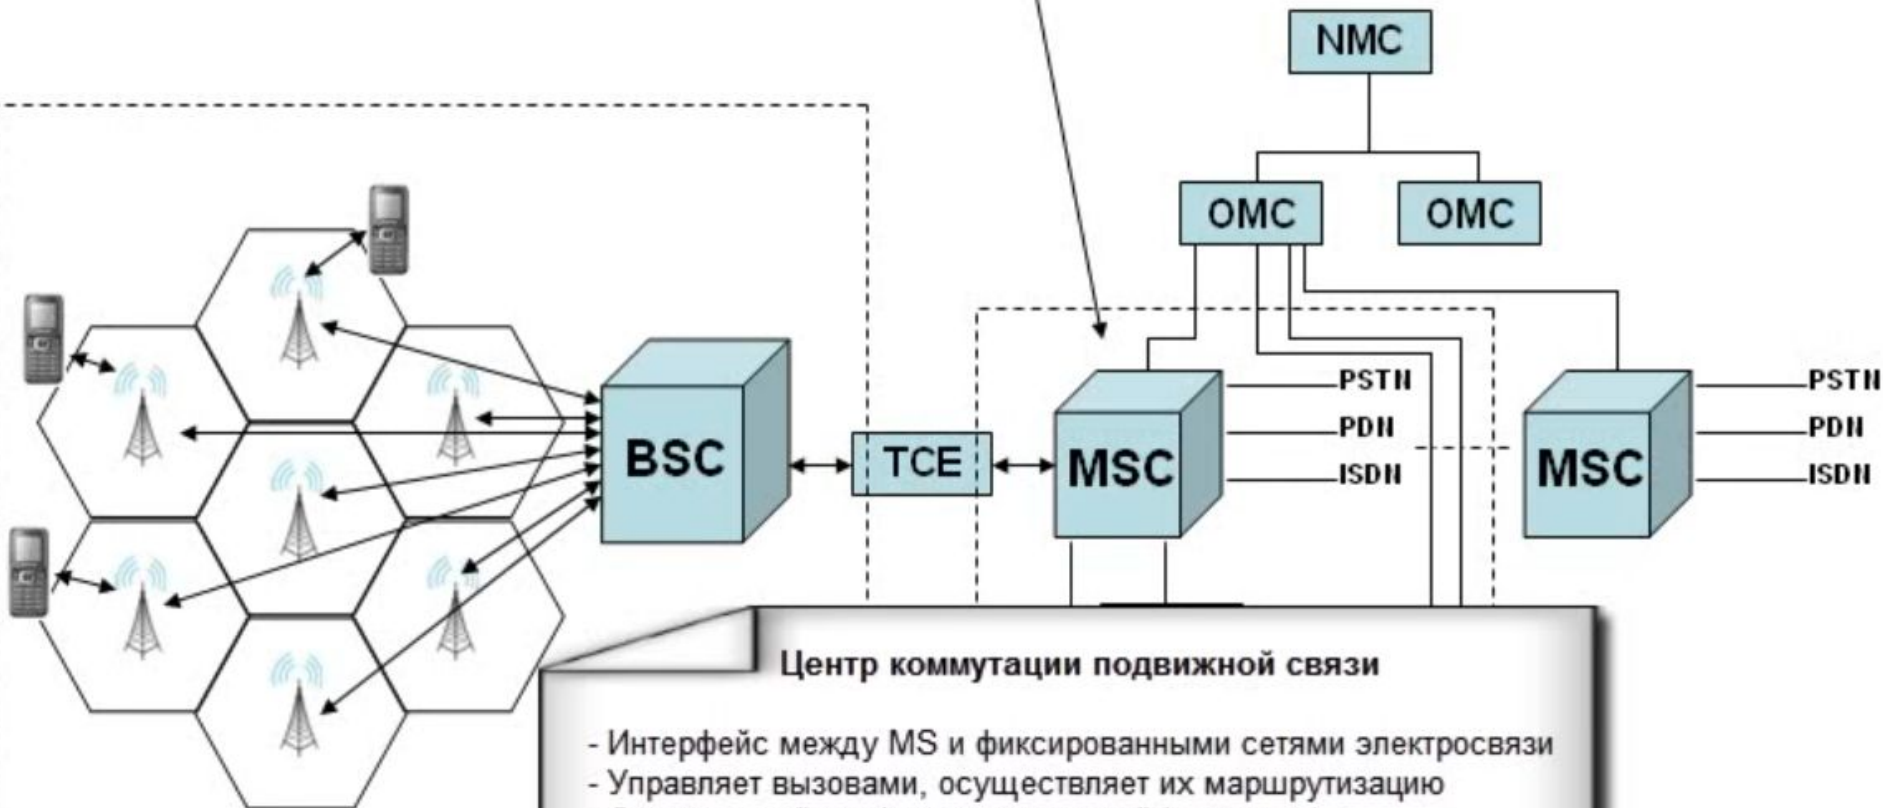 NMC
OMC
OMC
BSC
TCE
MSC
PSTN
PDN
ISDN
MSC
PSTN
PDN
ISDN
Центр коммутации подвижной связи
- Интерфейс между MS и фиксированными сетями электросвязи
- Управляет вызовами, осуществляет их маршрутизацию